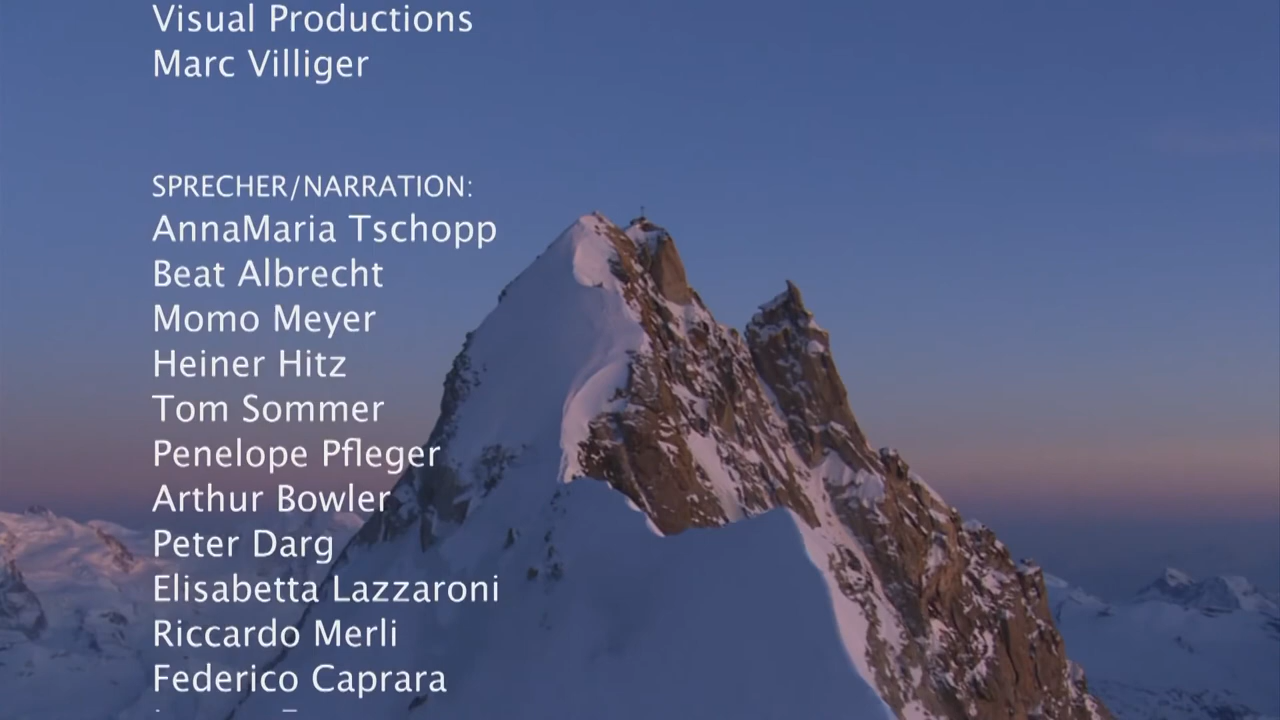 Visual Productions
Marc Villiger
SPRECHER/NARRATION:
AnnaMaria Tschopp
Beat Albrecht
Momo Meyer
Heiner Hitz
Tom Sommer
Penelope Pfleger
Arthur Bowler
Peter Darg
Elisabetta Lazzaroni
Riccardo Merli
Federico Caprara